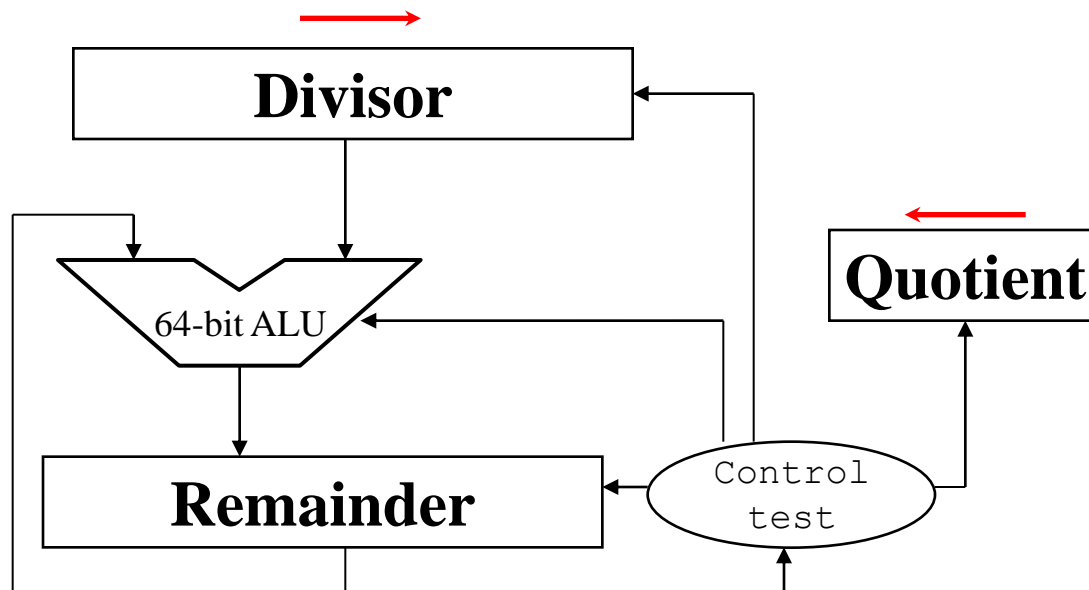 Divisor
Quotient
64-bit ALU
Remainder
Control
test